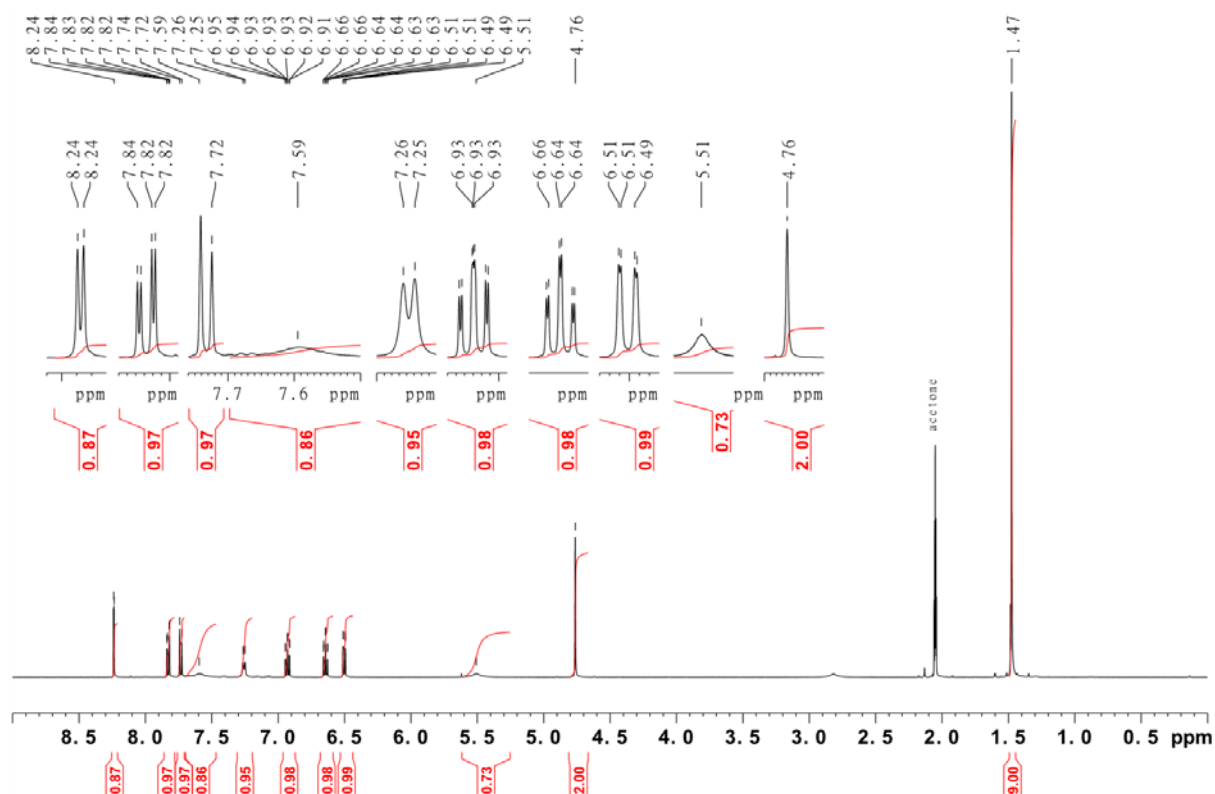 8.24 7.84 7.83 7.82 7.82 7.74 7.72 7.59 7.26 7.25 6.95 6.94 6.93 6.93 6.93 6.92 6.91 6.66 6.66 6.64 6.64 6.63 6.63 6.51 6.51 6.49 6.49 5.51 4.76 1.47
8.24 8.24 7.84 7.82 7.82 7.72 7.59 7.26 7.25 6.93 6.93 6.93 6.66 6.64 6.64 6.51 6.51 6.49 5.51 4.76
ppm ppm 7.7 7.6 ppm ppm ppm ppm ppm ppm ppm
0.87 0.97 0.97 0.86 0.95 0.98 0.98 0.99 0.73 2.00
acetone
8.5 8.0 7.5 7.0 6.5 6.0 5.5 5.0 4.5 4.0 3.5 3.0 2.5 2.0 1.5 1.0 0.5 ppm
0.87 0.97 0.97 0.86 0.95 0.98 0.98 0.99 0.73 2.00 9.00